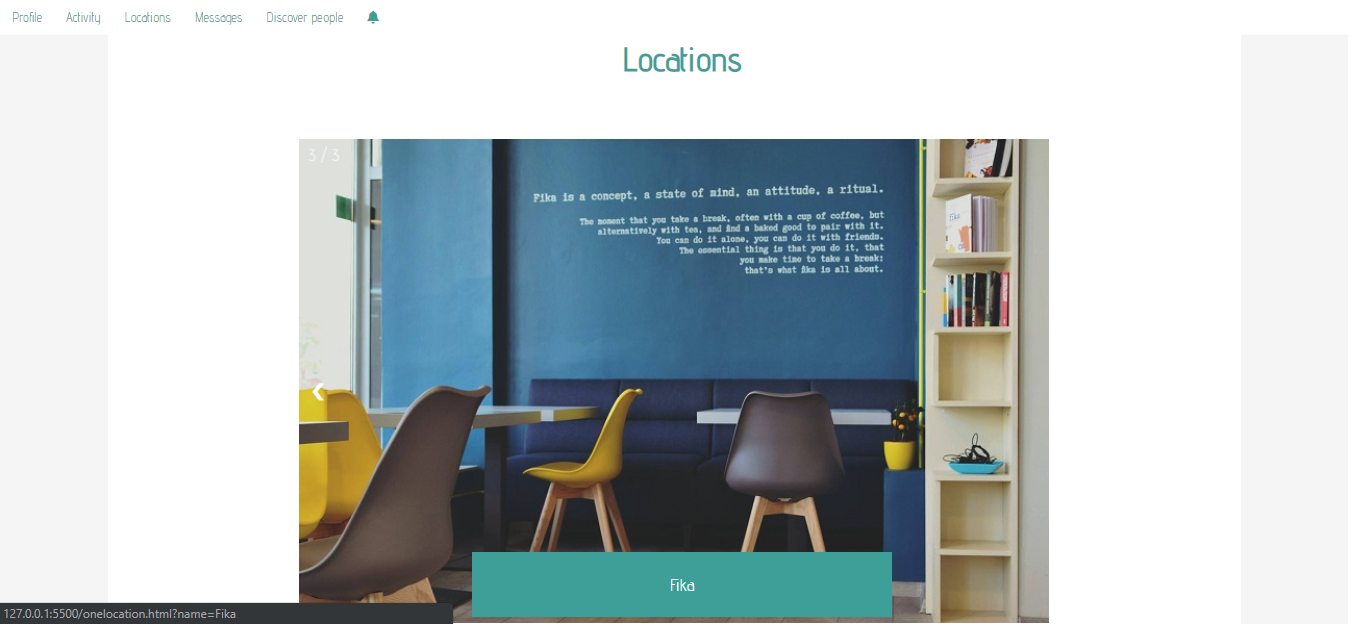 Profile Activity Locations Messages Discover people
Locations
3 / 3
Fika is a concept, a state of mind, an attitude, a ritual.
The moment that you take a break, often with a cup of coffee, but
alternatively with tea, and find a baked good to pair with it.
You can do it alone, you can do it with friends.
The essential thing is that you do it, that
you make time to take a break:
that's what fika is all about.
fika
❮
Fika
127.0.0.1:5500/onelocation.html?name=Fika